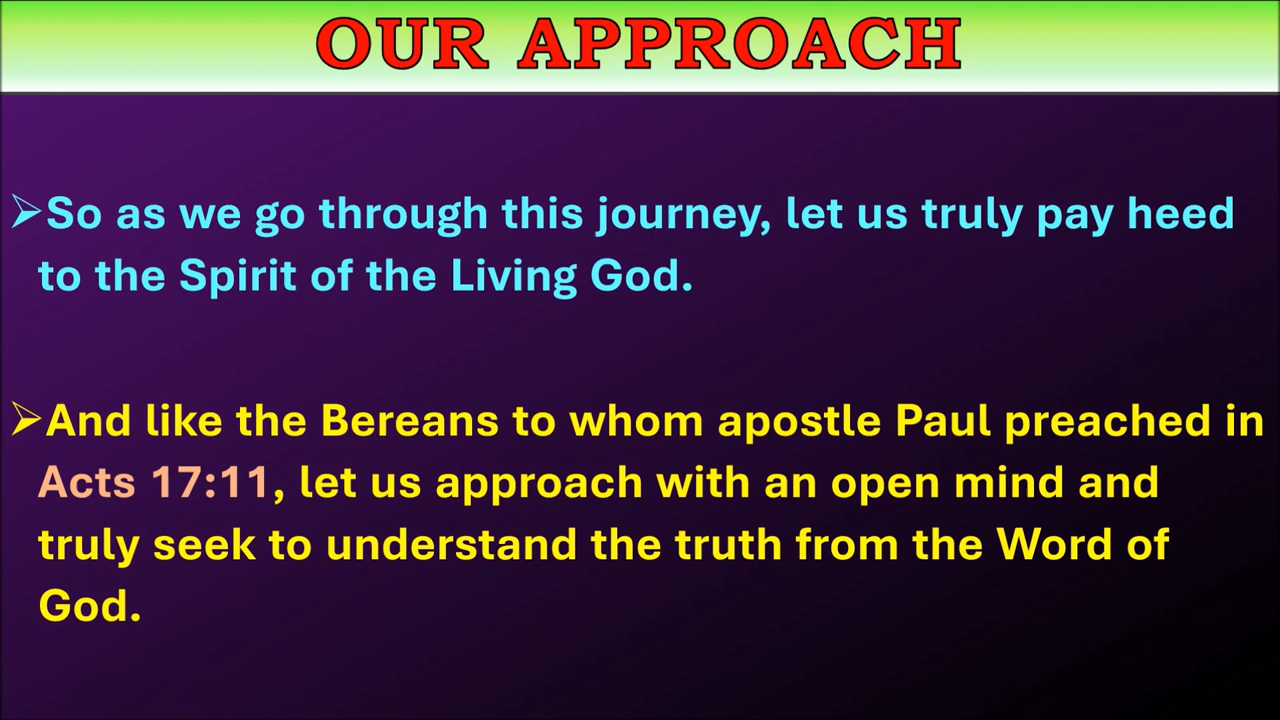 OUR APPROACH
➢So as we go through this journey, let us truly pay heed
to the Spirit of the Living God.
➢And like the Bereans to whom apostle Paul preached in
Acts 17:11, let us approach with an open mind and
truly seek to understand the truth from the Word of
God.